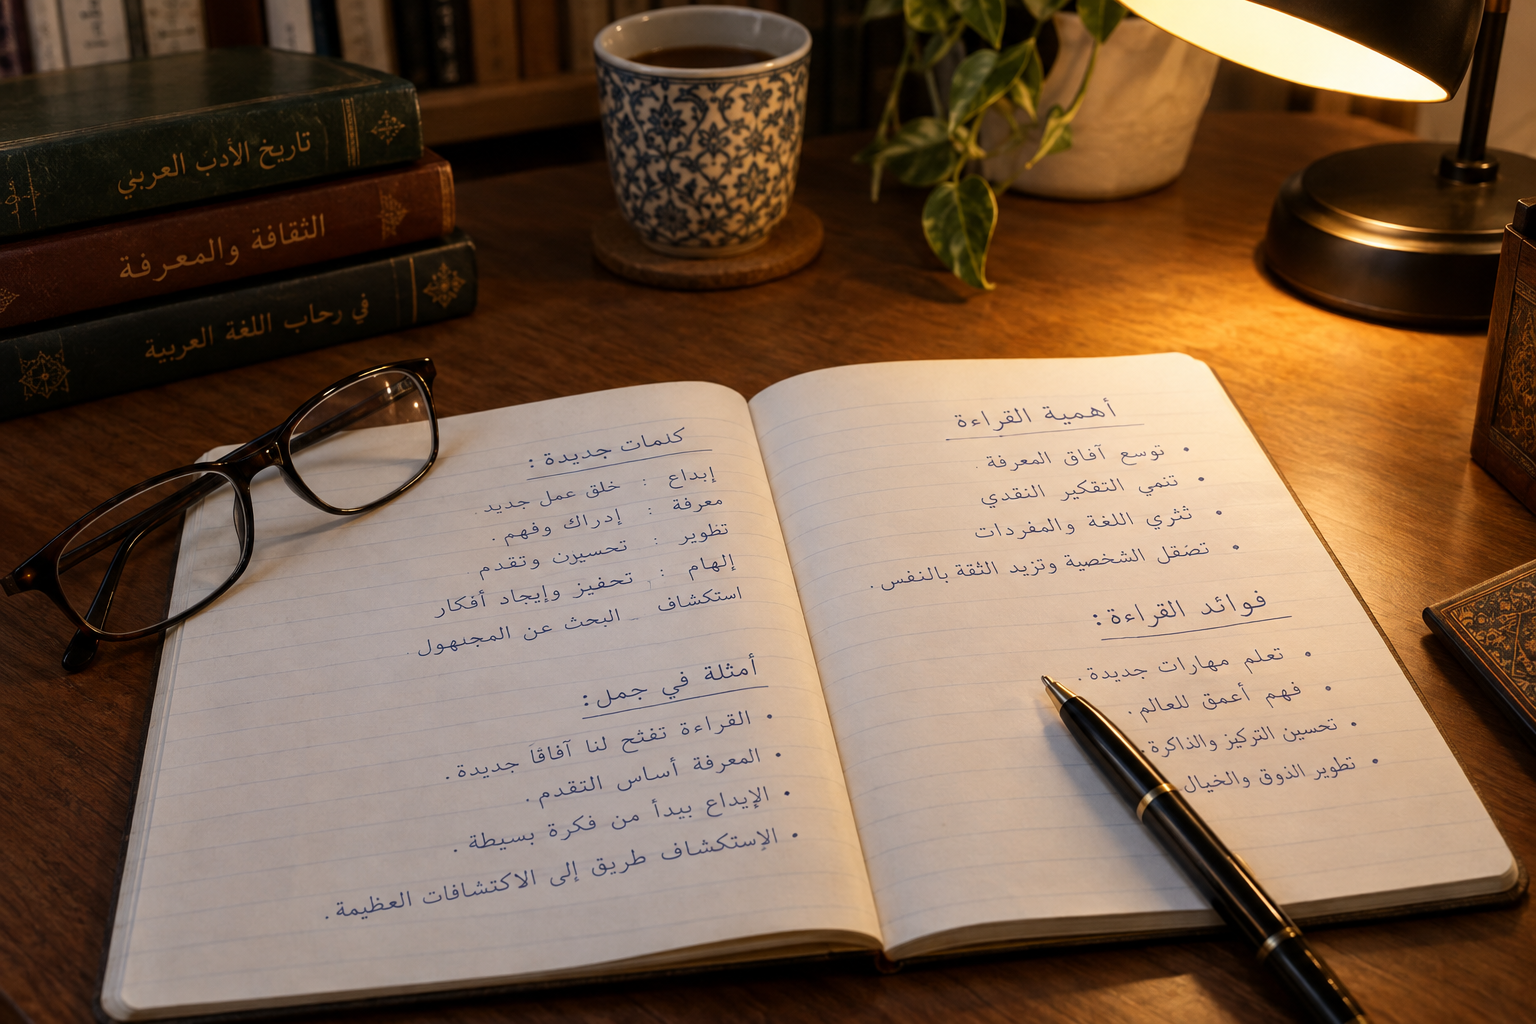 تاريخ الأدب العربي
الثقافة والمعرفة
في رحاب اللغة العربية
أهمية القراءة
• توسع آفاق المعرفة.
• تنمي التفكير النقدي
• تثري اللغة والمفردات
• تصقل الشخصية وتزيد الثقة بالنفس.
فوائد القراءة:
• تعلم مهارات جديدة.
• فهم أعمق للعالم.
• تحسين التركيز والذاكرة.
• تطوير الذوق والخيال
كلمات جديدة:
إبداع : خلق عمل جديد.
معرفة : إدراك وفهم.
تطوير : وتقدم.
إلهام : تحفيز وإيجاد أفكار
استكشاف البحث عن
أمثلة في جمل:
• القراءة تفتح لنا آفاقاً جديدة.
• المعرفة أساس التقدم.
• الإبداع يبدأ من فكرة بسيطة.
• الإستكشاف طريق إلى الاكتشافات العظيمة.